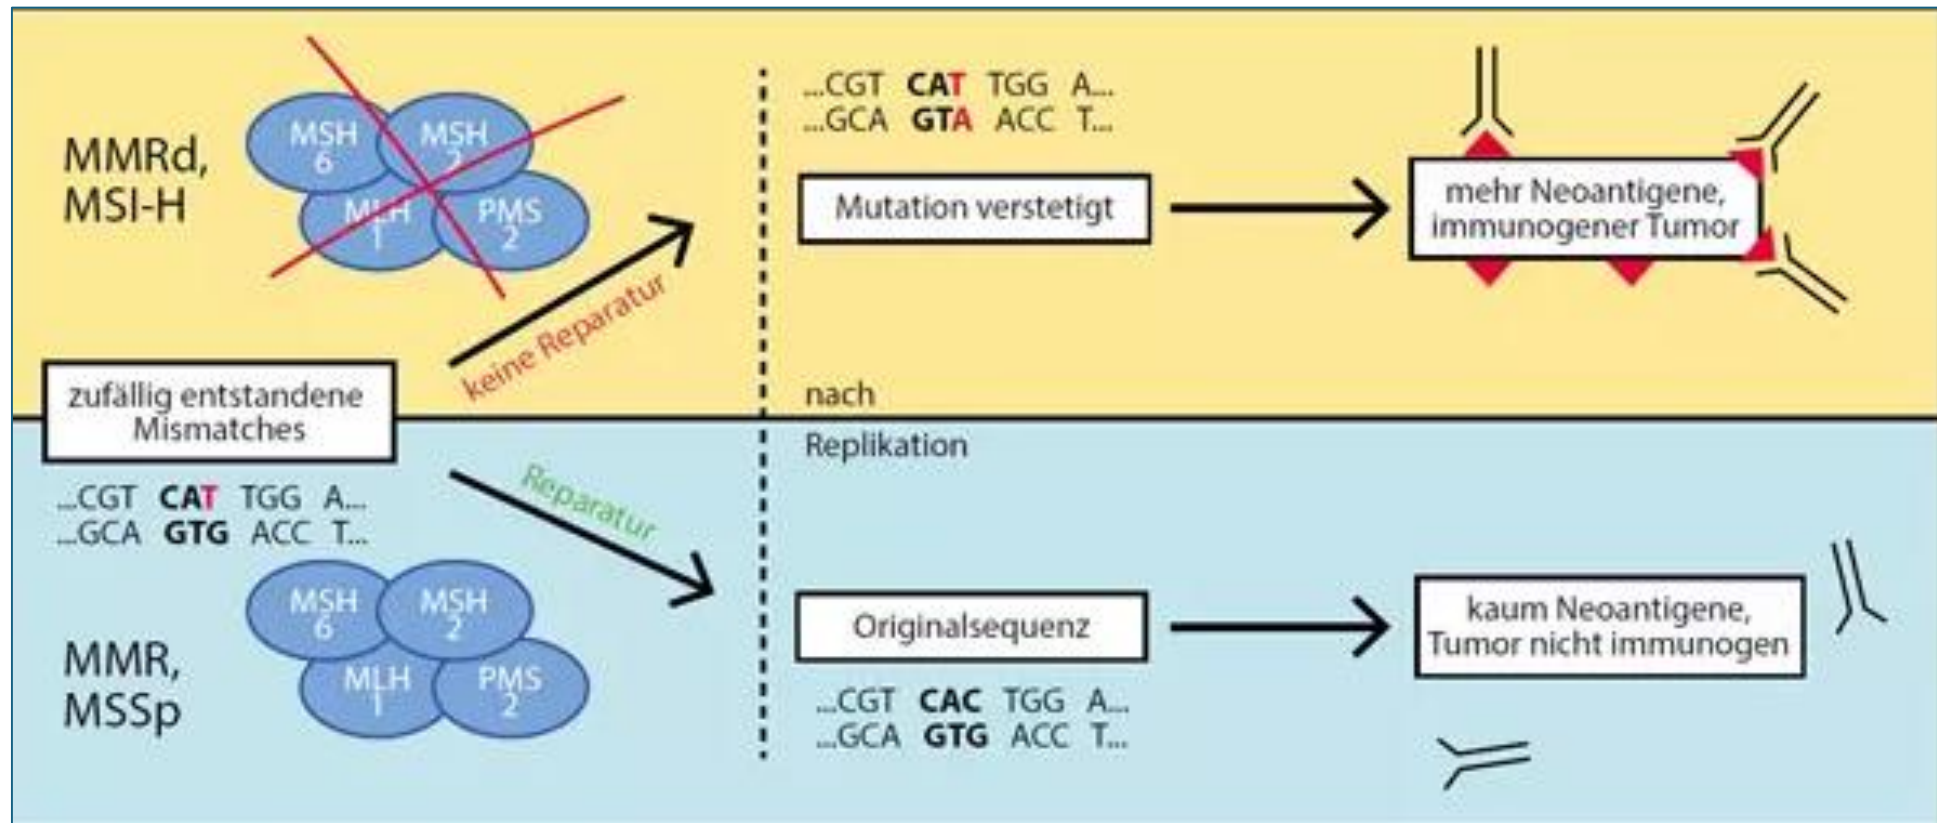 MMRd,
MSI-H
MSH
6
MSH
2
MLH
1
PMS
2
keine Reparatur
...CGT CAT TGG A...
...GCA GTA ACC T...
Mutation verstetigt
mehr Neoantigene,
immunogener Tumor
nach
zufällig entstandene
Mismatches
...CGT CAT TGG A...
...GCA GTG ACC T...
Replikation
Reparatur
MMR,
MSSp
MSH
6
MSH
2
MLH
1
PMS
2
Originalsequenz
...CGT CAC TGG A...
...GCA GTG ACC T...
kaum Neoantigene,
Tumor nicht immunogen